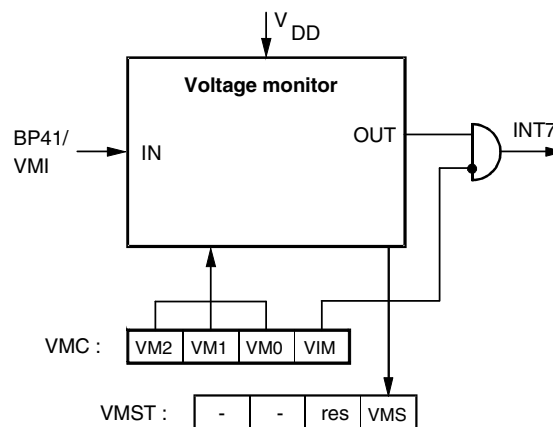 V DD
Voltage monitor
BP41/
VMI
IN
OUT
INT7
VMC : VM2 VM1 VM0 VIM
VMST : - - res VMS